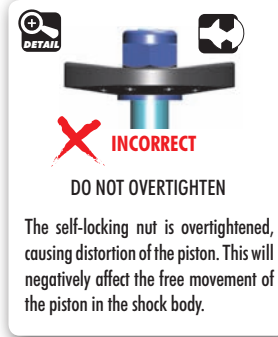 DETAIL
INCORRECT
DO NOT OVERTIGHTEN
The self-locking nut is overtightened,
causing distortion of the piston. This will
negatively affect the free movement of
the piston in the shock body.